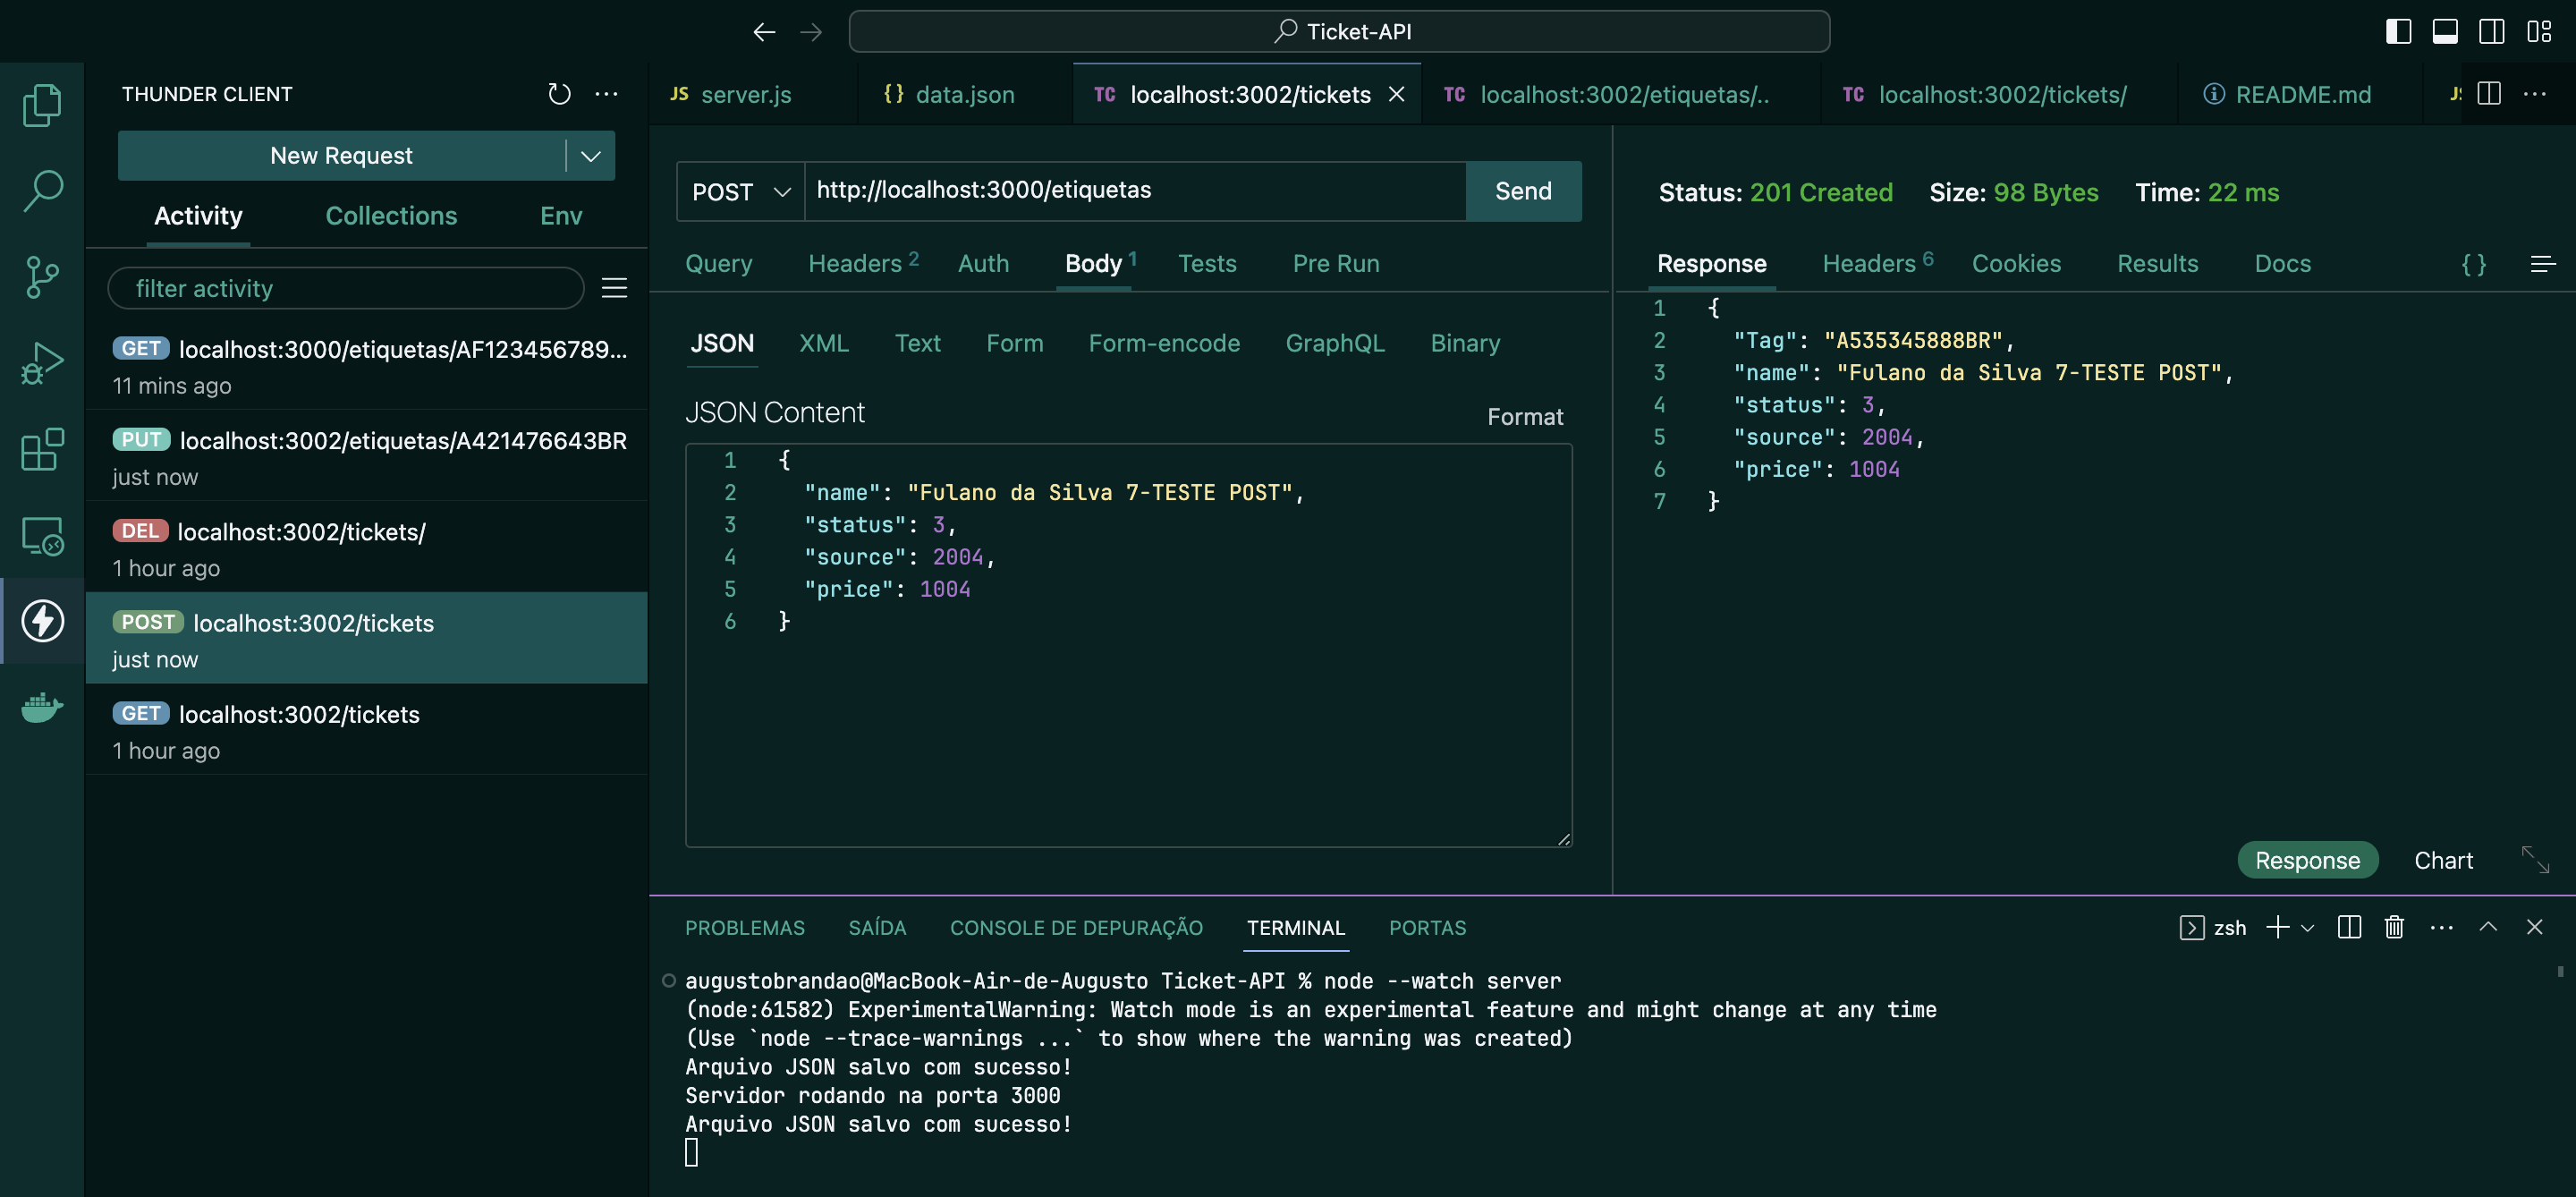 Ticket-API
THUNDER CLIENT
New Request
Activity Collections Env
filter activity
GET localhost:3000/etiquetas/AF123456789...
11 mins ago
PUT localhost:3002/etiquetas/A421476643BR
just now
DEL localhost:3002/tickets/
1 hour ago
POST localhost:3002/tickets
just now
GET localhost:3002/tickets
1 hour ago
JS server.js {} data.json TC localhost:3002/tickets TC localhost:3002/etiquetas/.. TC localhost:3002/tickets/ README.md
POST http://localhost:3000/etiquetas Send
Query Headers 2 Auth Body 1 Tests Pre Run
JSON XML Text Form Form-encode GraphQL Binary
JSON Content Format
1 {
2 "name": "Fulano da Silva 7-TESTE POST",
3 "status": 3,
4 "source": 2004,
5 "price": 1004
6 }
Status: 201 Created Size: 98 Bytes Time: 22 ms
Response Headers 6 Cookies Results Docs {}
1 {
2 "Tag": "A535345888BR",
3 "name": "Fulano da Silva 7-TESTE POST",
4 "status": 3,
5 "source": 2004,
6 "price": 1004
7 }
Response Chart
PROBLEMAS SAÍDA CONSOLE DE DEPURAÇÃO TERMINAL PORTAS zsh
augustobrandao@MacBook-Air-de-Augusto Ticket-API % node --watch server
(node:61582) ExperimentalWarning: Watch mode is an experimental feature and might change at any time
(Use `node --trace-warnings ...` to show where the warning was created)
Arquivo JSON salvo com sucesso!
Servidor rodando na porta 3000
Arquivo JSON salvo com sucesso!